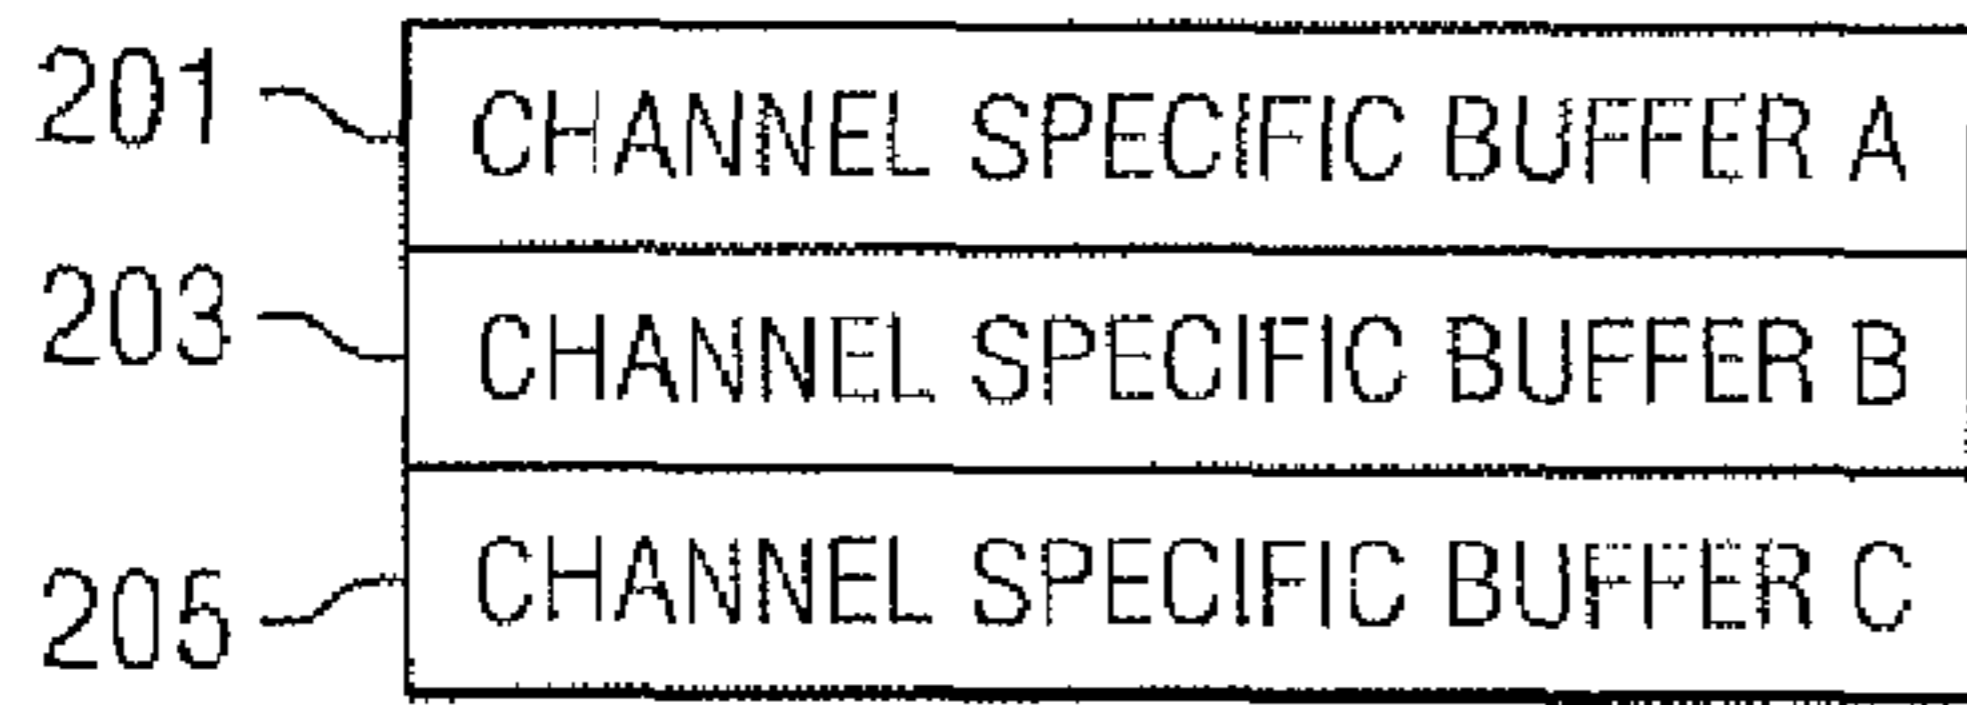 201 CHANNEL SPECIFIC BUFFER A
203 CHANNEL SPECIFIC BUFFER B
205 CHANNEL SPECIFIC BUFFER C